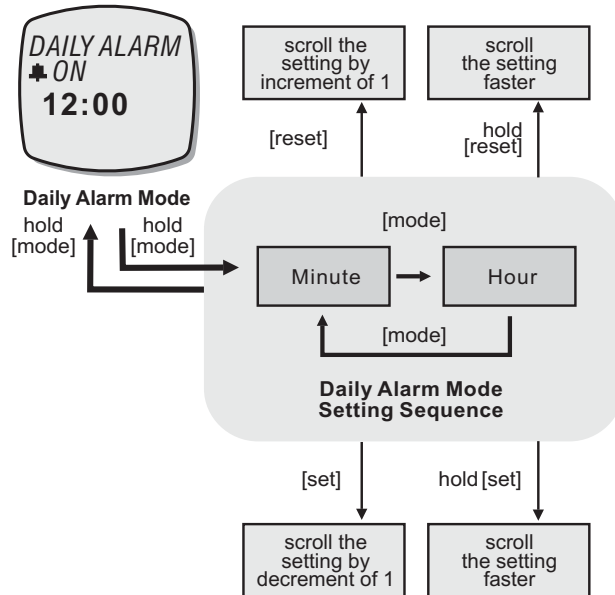 DAILY ALARM
ON
12:00
Daily Alarm Mode
hold
[mode]
hold
[mode]
scroll the
setting by
increment of 1
scroll
the setting
faster
[reset]
hold
[reset]
[mode]
Minute
Hour
[mode]
Daily Alarm Mode
Setting Sequence
[set]
hold [set]
scroll the
setting by
decrement of 1
scroll
the setting
faster